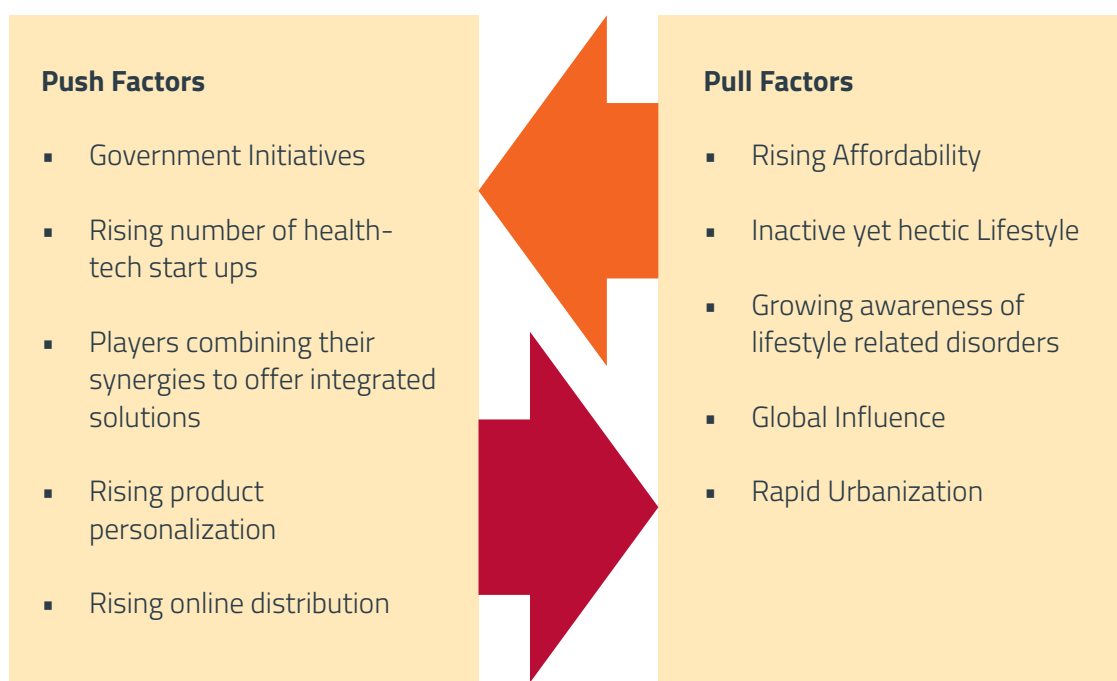 Push Factors
▪ Government Initiatives
▪ Rising number of health-
tech start ups
▪ Players combining their
synergies to offer integrated
solutions
▪ Rising product
personalization
▪ Rising online distribution
Pull Factors
▪ Rising Affordability
▪ Inactive yet hectic Lifestyle
▪ Growing awareness of
lifestyle related disorders
▪ Global Influence
▪ Rapid Urbanization